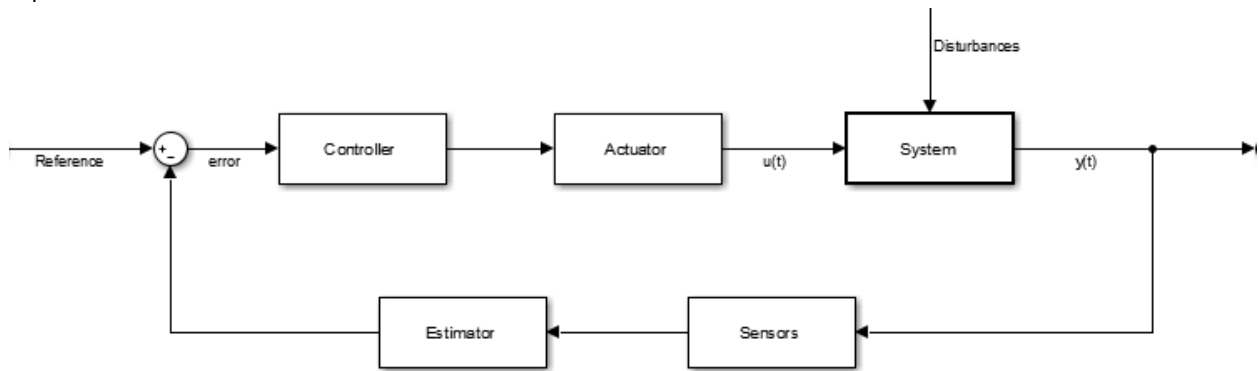 Disturbances
+
-
Controller
Actuator
System
Reference
error
u(t)
y(t)
Estimator
Sensors